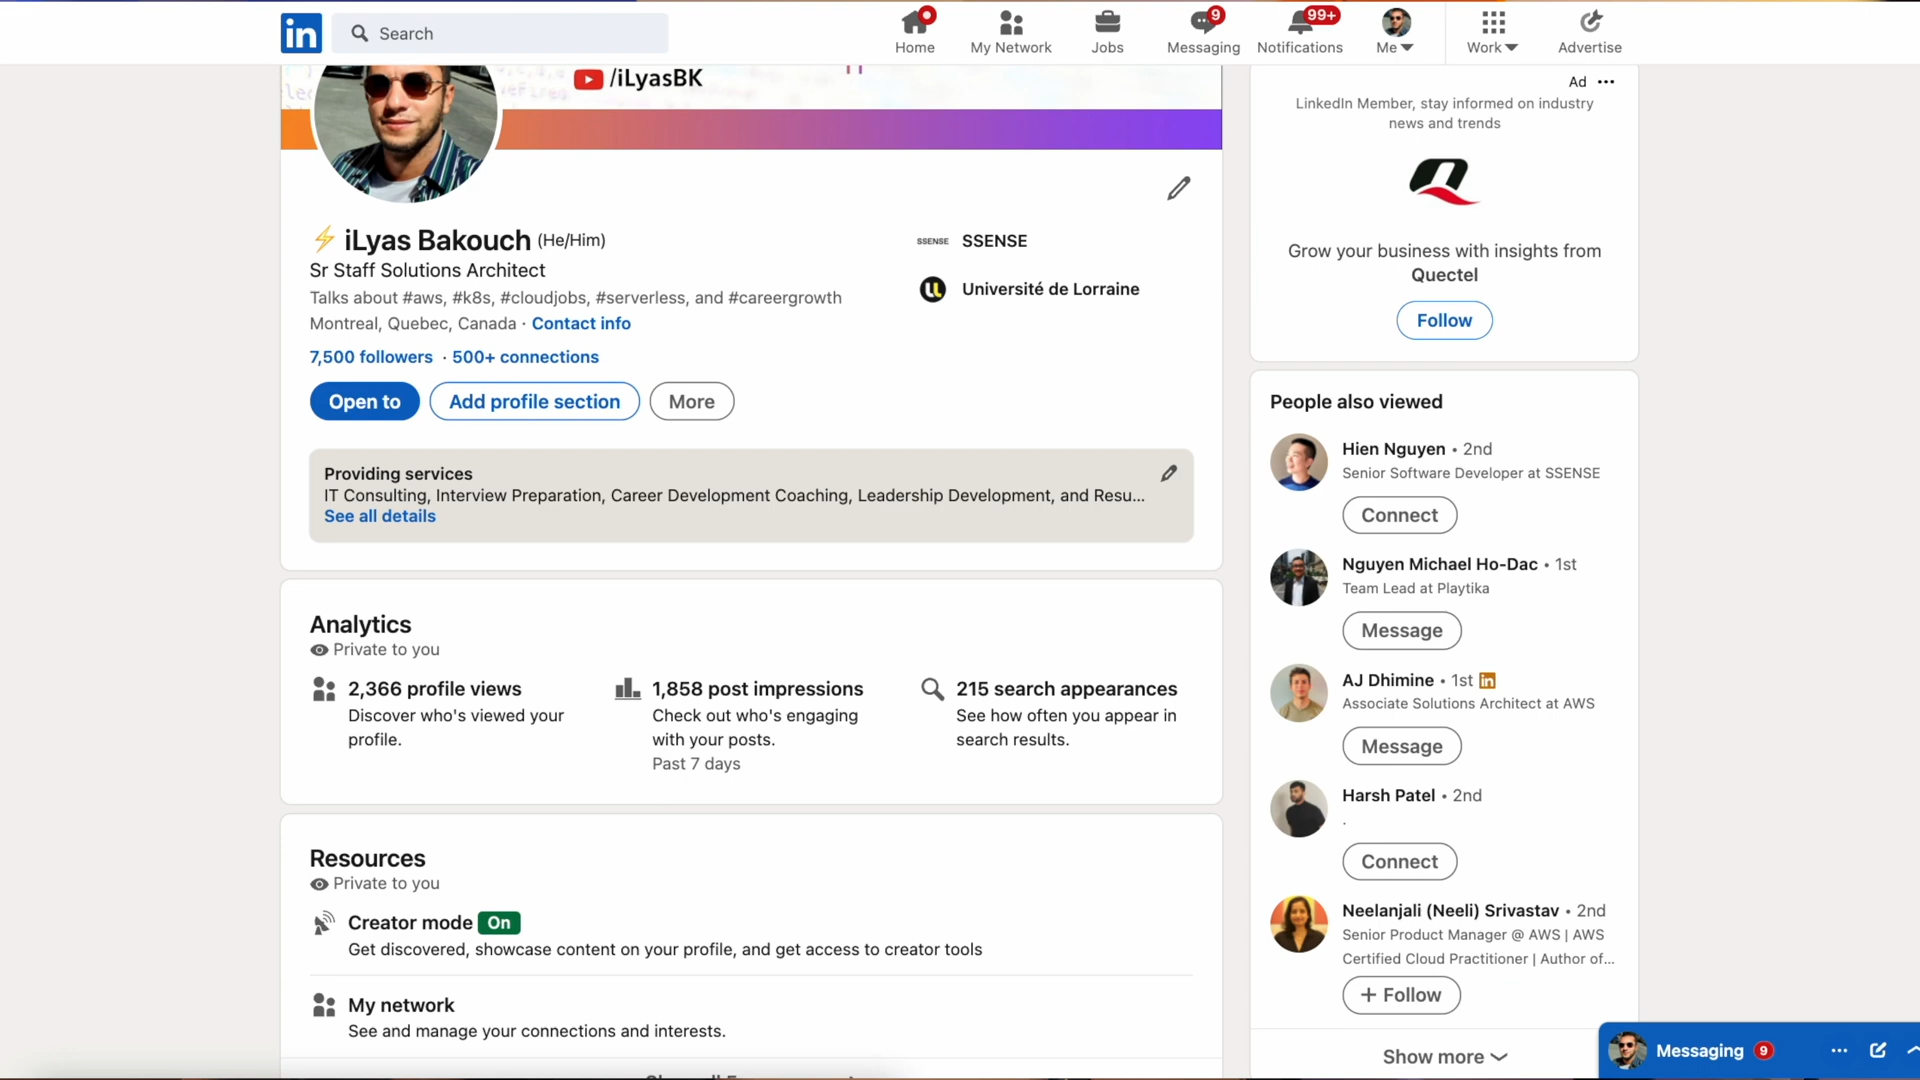 in
Search
Home
My Network
Jobs
9
Messaging
99+
Notifications
Me
Work
Advertise
/iLyasBK
iLyas Bakouch (He/Him)
Sr Staff Solutions Architect
Talks about #aws, #k8s, #cloudjobs, #serverless, and #careergrowth
Montreal, Quebec, Canada · Contact info
7,500 followers · 500+ connections
Open to
Add profile section
More
SSENSE SSENSE
Université de Lorraine
Providing services
IT Consulting, Interview Preparation, Career Development Coaching, Leadership Development, and Resu...
See all details
Analytics
Private to you
2,366 profile views
Discover who's viewed your
profile.
1,858 post impressions
Check out who's engaging
with your posts.
Past 7 days
215 search appearances
See how often you appear in
search results.
Resources
Private to you
Creator mode On
Get discovered, showcase content on your profile, and get access to creator tools
My network
See and manage your connections and interests.
Ad
LinkedIn Member, stay informed on industry
news and trends
Grow your business with insights from
Quectel
Follow
People also viewed
Hien Nguyen • 2nd
Senior Software Developer at SSENSE
Connect
Nguyen Michael Ho-Dac • 1st
Team Lead at Playtika
Message
AJ Dhimine • 1st in
Associate Solutions Architect at AWS
Message
Harsh Patel • 2nd
.
Connect
Neelanjali (Neeli) Srivastav • 2nd
Senior Product Manager @ AWS | AWS
Certified Cloud Practitioner | Author of...
+ Follow
Show more
Messaging 9